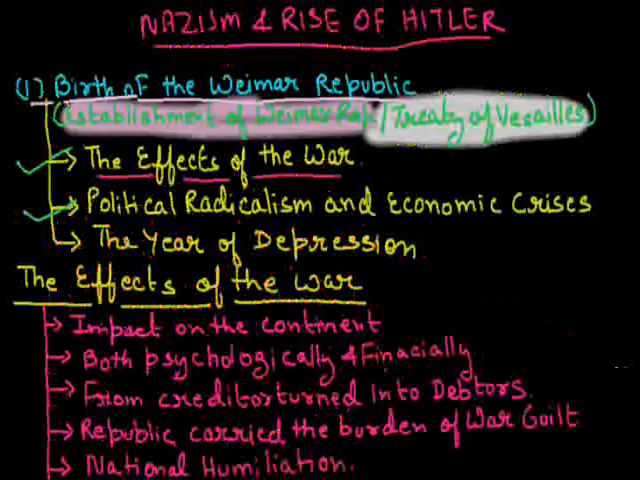 NAZISM & RISE OF HITLER
(1) Birth of the Weimar Republic
(Establishment of Weimar Rep/Treaty of Versailles)
→ The Effects of the War.
→ Political Radicalism and Economic Crises
→ The Year of Depression
The Effects of the War
→ Impact on the continent
→ Both psychologically & Finacially
→ From creditor turned Into Debtors.
→ Republic carried the burden of War Guilt
→ National Humiliation.